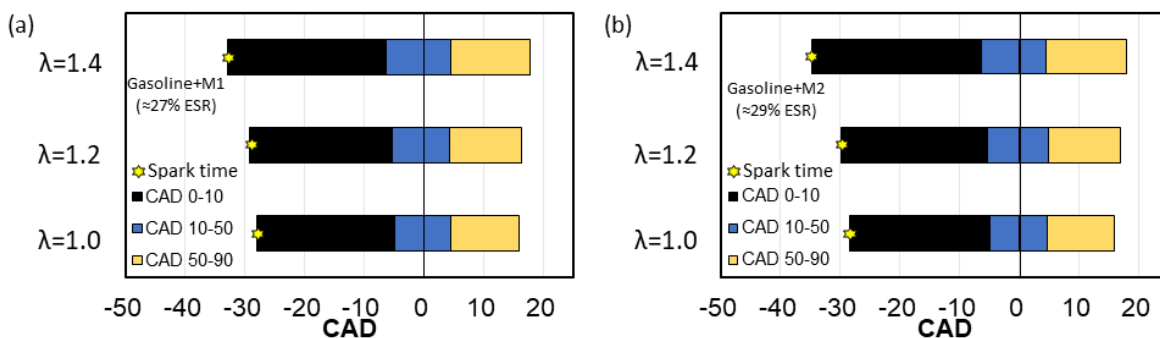 (a)
λ=1.4
Gasoline+M1
(≈27% ESR)
λ=1.2
Spark time
CAD 0-10
λ=1.0
CAD 10-50
CAD 50-90
-50 -40 -30 -20 -10 0 10 20
CAD
(b)
λ=1.4
Gasoline+M2
(≈29% ESR)
λ=1.2
Spark time
CAD 0-10
λ=1.0
CAD 10-50
CAD 50-90
-50 -40 -30 -20 -10 0 10 20
CAD